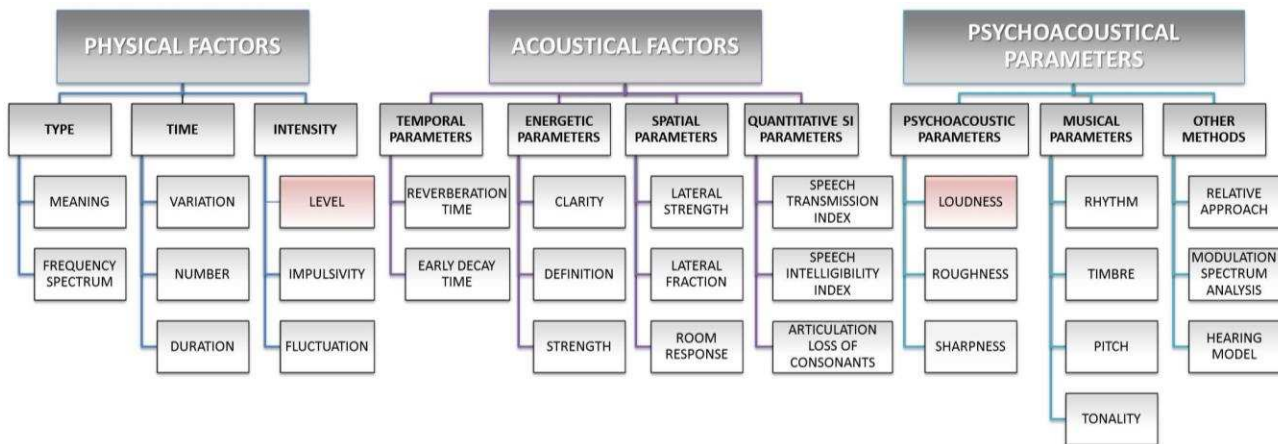 PHYSICAL FACTORS
TYPE
MEANING
FREQUENCY
SPECTRUM
TIME
VARIATION
NUMBER
DURATION
INTENSITY
LEVEL
IMPULSIVITY
FLUCTUATION
ACOUSTICAL FACTORS
TEMPORAL
PARAMETERS
REVERBERATION
TIME
EARLY DECAY
TIME
ENERGETIC
PARAMETERS
CLARITY
DEFINITION
STRENGTH
SPATIAL
PARAMETERS
LATERAL
STRENGTH
LATERAL
FRACTION
ROOM
RESPONSE
QUANTITATIVE SI
PARAMETERS
SPEECH
TRANSMISSION
INDEX
SPEECH
INTELLIGIBILITY
INDEX
ARTICULATION
LOSS OF
CONSONANTS
PSYCHOACOUSTICAL
PARAMETERS
PSYCHOACOUSTIC
PARAMETERS
LOUDNESS
ROUGHNESS
SHARPNESS
MUSICAL
PARAMETERS
RHYTHM
TIMBRE
PITCH
TONALITY
OTHER
METHODS
RELATIVE
APPROACH
MODULATION
SPECTRUM
ANALYSIS
HEARING
MODEL